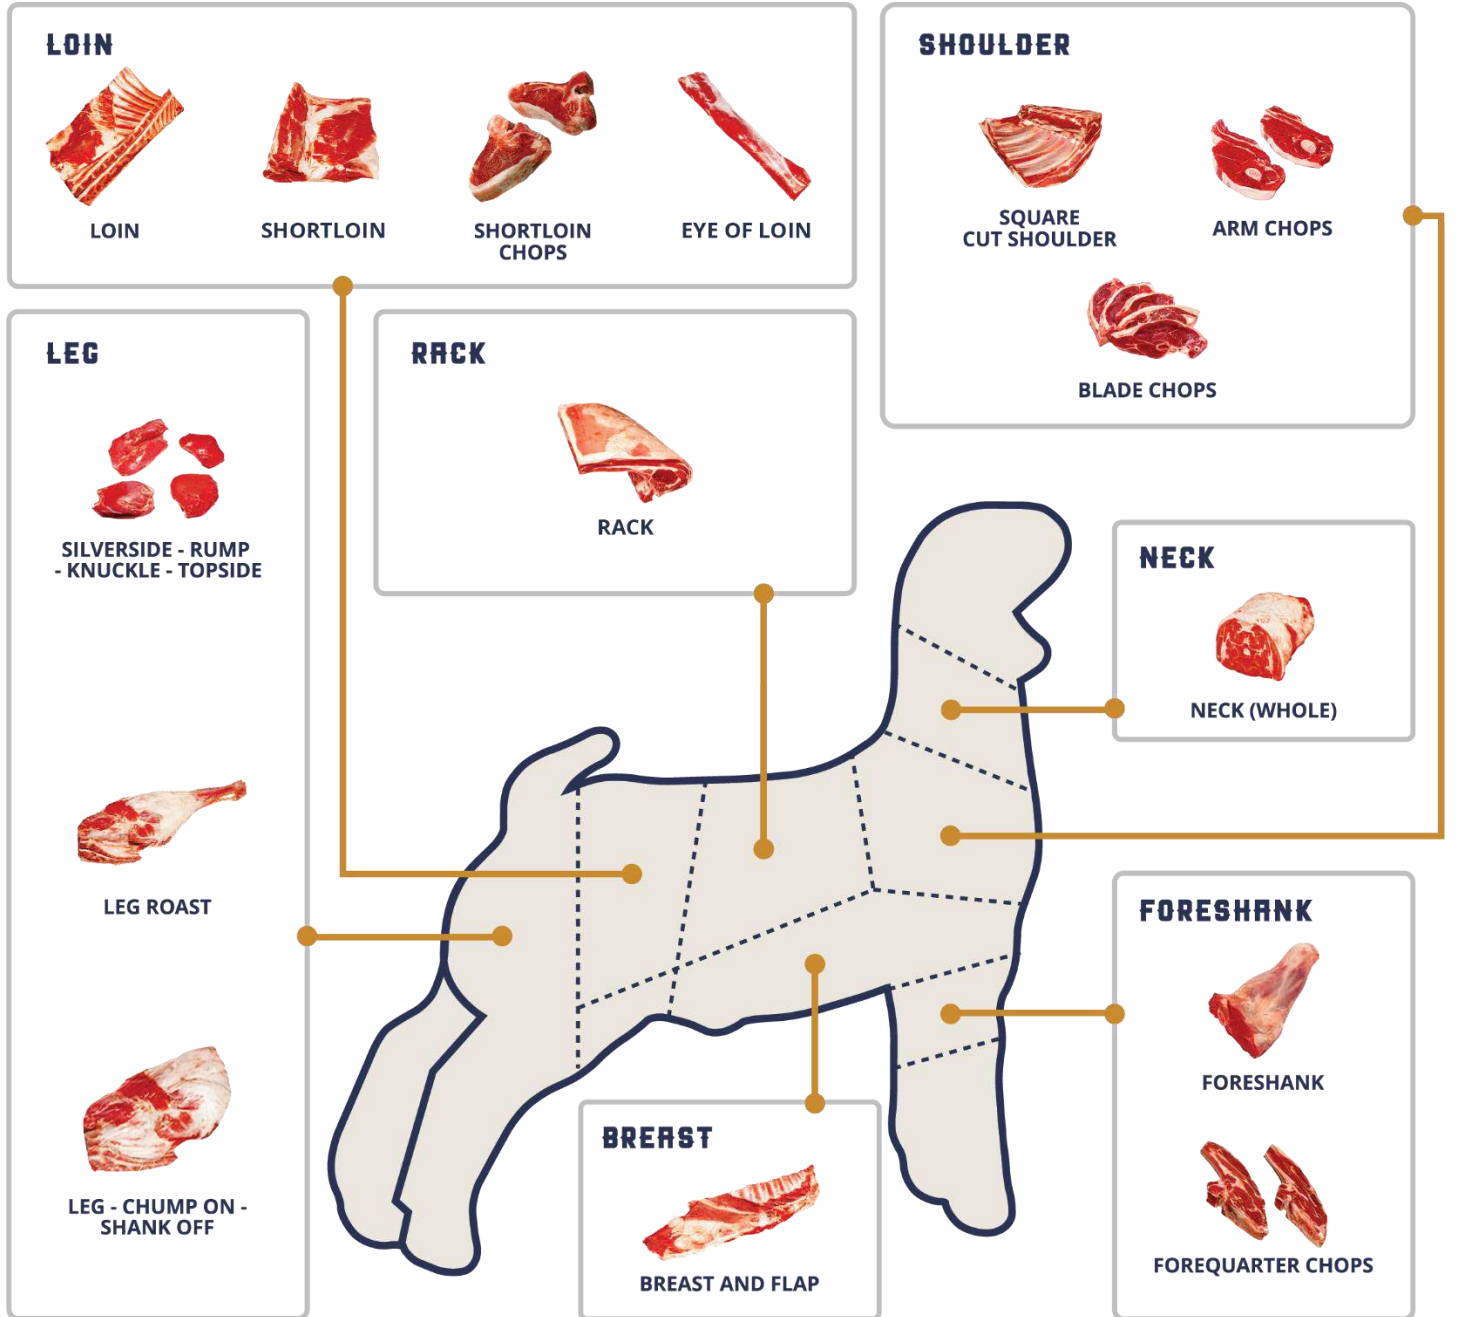 LOIN
LOIN
SHORTLOIN
SHORTLOIN
CHOPS
EYE OF LOIN
SHOULDER
SQUARE
CUT SHOULDER
ARM CHOPS
BLADE CHOPS
LEG
SILVERSIDE - RUMP
- KNUCKLE - TOPSIDE
LEG ROAST
LEG - CHUMP ON -
SHANK OFF
RACK
RACK
NECK
NECK (WHOLE)
FORESHANK
FORESHANK
FOREQUARTER CHOPS
BREAST
BREAST AND FLAP